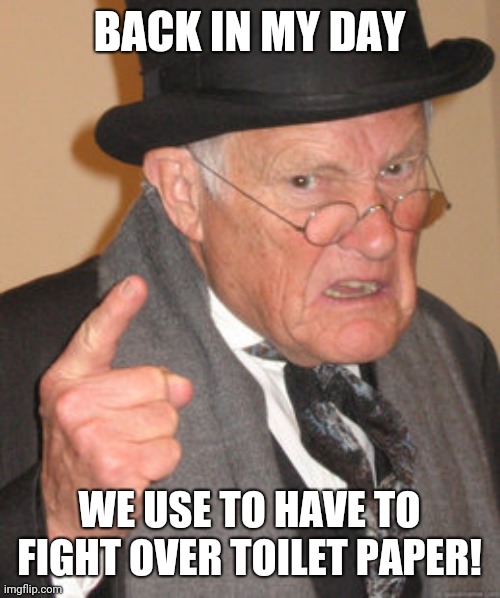 BACK IN MY DAY
WE USE TO HAVE TO
FIGHT OVER TOILET PAPER!
imgflip.com